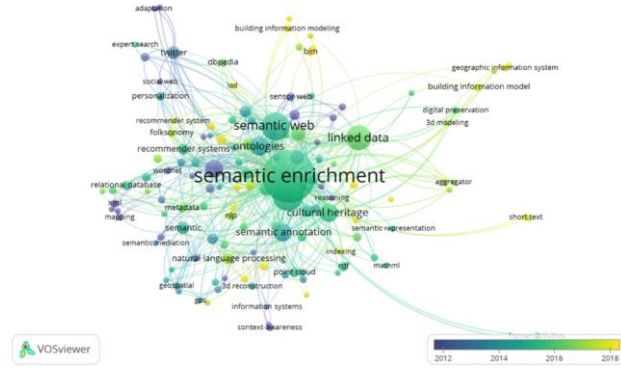 adaptation
building information modeling
expert search
twitter
bim
dbpedia
geographic information system
social web
lod
building information model
personalization
sensor web
digital preservation
recommender system
semantic web
3d modeling
folksonomy
linked data
recommender systems
ontologies
wordnet
semantic enrichment
relational database
aggregator
reasoning
xml
metadata
cultural heritage
mapping
nlp
short text
semantic
semantic annotation
semantic representation
semantic mediation
indexing
natural language processing
rdf
mathml
point cloud
geospatial
3d reconstruction
gps
information systems
context-awareness
VOSviewer
2012 2014 2016 2018